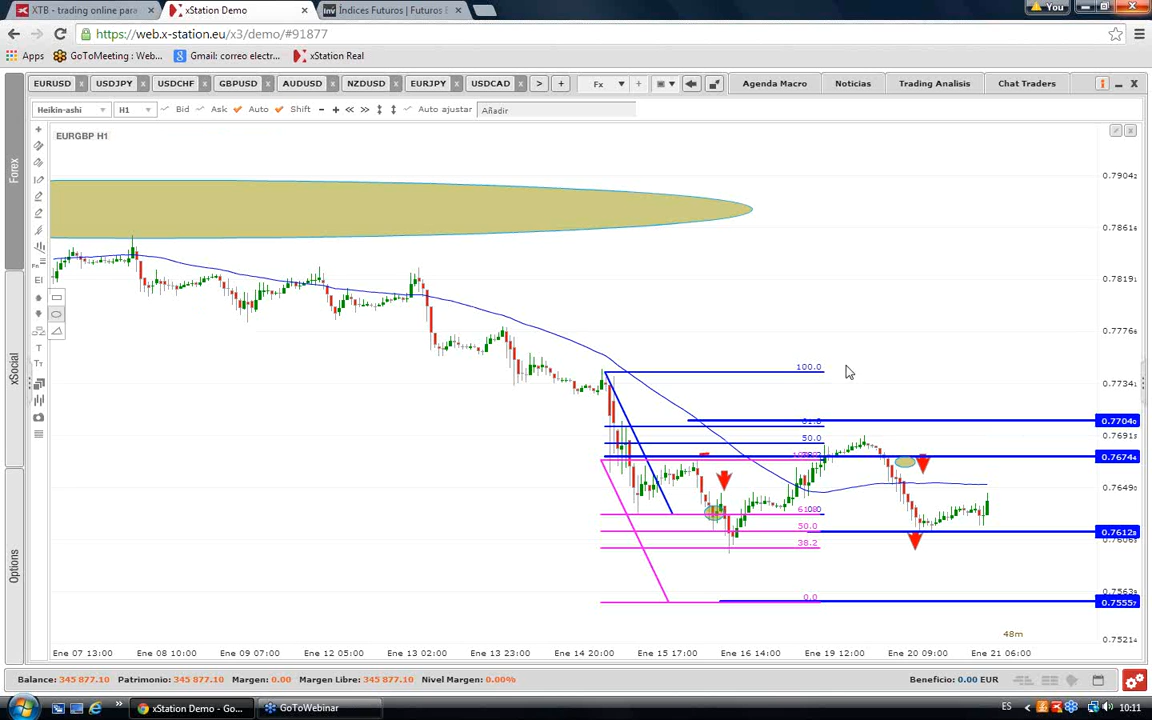 XTB - trading online para
xStation Demo
Índices Futuros | Futuros E
You
https://web.x-station.eu/x3/demo/#91877
Apps
GoToMeeting : Web...
Gmail: correo electr...
xStation Real
EURUSD
USDJPY
USDCHF
GBPUSD
AUDUSD
NZDUSD
EURJPY
USDCAD
Fx
Agenda Macro
Noticias
Trading Analisis
Chat Traders
Heikin-ashi
H1
Bid
Ask
Auto
Shift
Auto ajustar
Añadir
EURGBP H1
Forex
xSocial
Options
0.7904
0.7861
0.7819
0.7776
0.7734
0.7704
0.7691
0.7674
0.7649
0.7612
0.7563
0.7555
0.7521
100.0
50.0
50.0
38.2
0.0
48m
Ene 07 13:00
Ene 08 10:00
Ene 09 07:00
Ene 12 05:00
Ene 13 02:00
Ene 13 23:00
Ene 14 20:00
Ene 15 17:00
Ene 16 14:00
Ene 19 12:00
Ene 20 09:00
Ene 21 06:00
Balance: 345 877.10
Patrimonio: 345 877.10
Margen: 0.00
Margen Libre: 345 877.10
Nivel Margen: 0.00%
Beneficio: 0.00 EUR
xStation Demo - Go...
GoToWebinar
ES
10:11